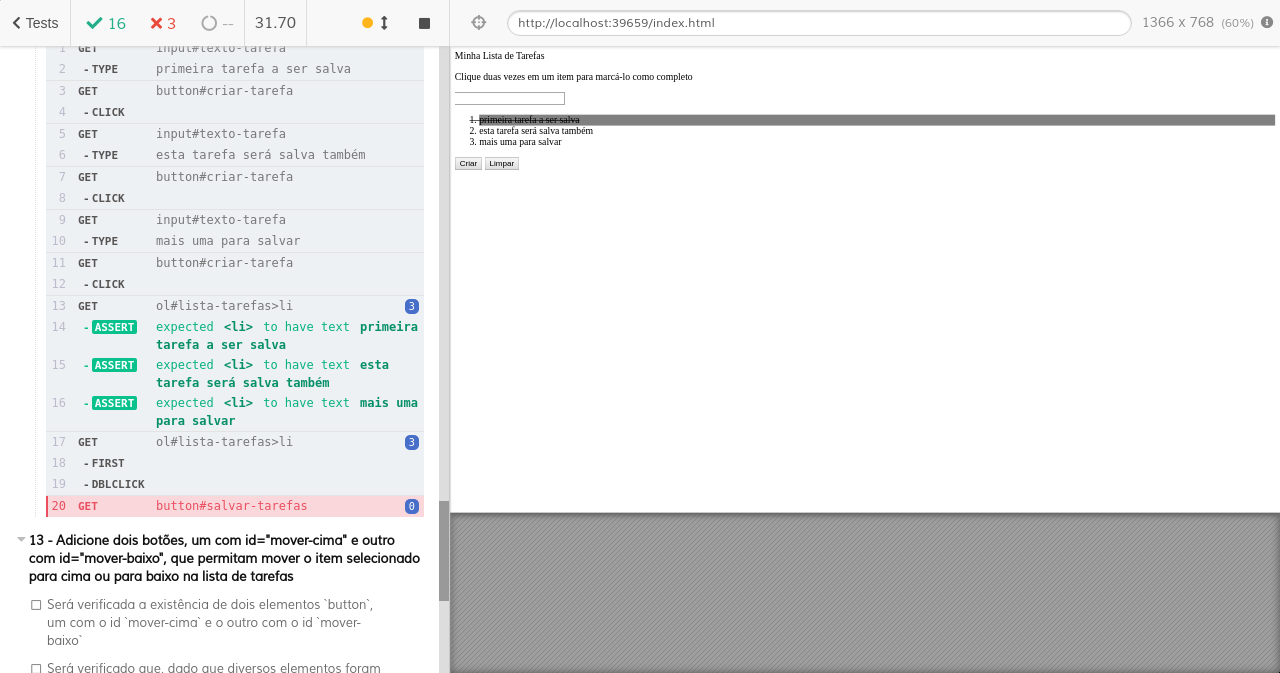 Tests
16
3
--
31.70
http://localhost:39659/index.html
1366 x 768 (60%)
1 GET input#texto-tarefa
2 - TYPE primeira tarefa a ser salva
3 GET button#criar-tarefa
4 - CLICK
5 GET input#texto-tarefa
6 - TYPE esta tarefa será salva também
7 GET button#criar-tarefa
8 - CLICK
9 GET input#texto-tarefa
10 - TYPE mais uma para salvar
11 GET button#criar-tarefa
12 - CLICK
13 GET ol#lista-tarefas>li 3
14 - ASSERT expected <li> to have text primeira
tarefa a ser salva
15 - ASSERT expected <li> to have text esta
tarefa será salva também
16 - ASSERT expected <li> to have text mais uma
para salvar
17 GET ol#lista-tarefas>li 3
18 - FIRST
19 - DBLCLICK
20 GET button#salvar-tarefas 0
13 - Adicione dois botões, um com id="mover-cima" e outro
com id="mover-baixo", que permitam mover o item selecionado
para cima ou para baixo na lista de tarefas
Será verificada a existência de dois elementos `button`,
um com o id `mover-cima` e o outro com o id `mover-
baixo`
Será verificado que, dado que diversos elementos foram
Minha Lista de Tarefas
Clique duas vezes em um item para marcá-lo como completo
1. primeira tarefa a ser salva
2. esta tarefa será salva também
3. mais uma para salvar
Criar Limpar